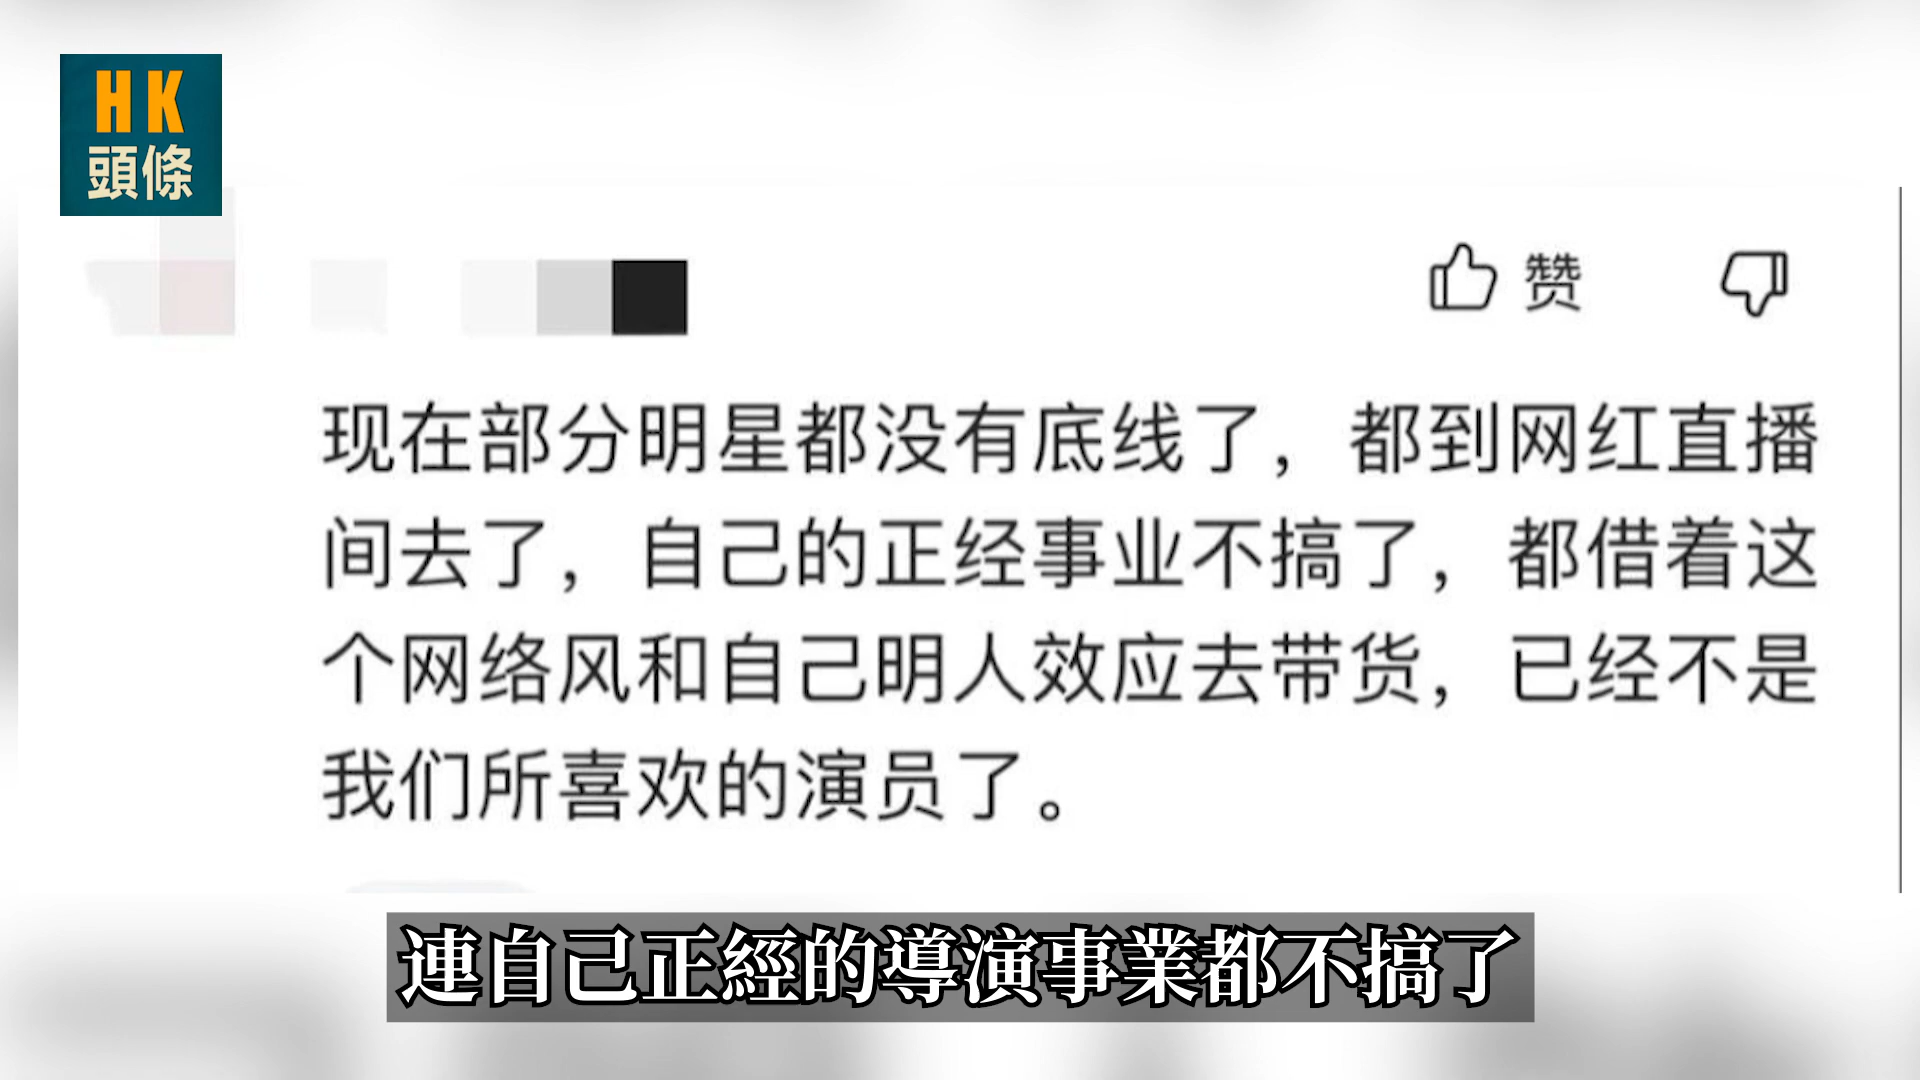 HK
頭條
赞
现在部分明星都没有底线了，都到网红直播
间去了，自己的正经事业不搞了，都借着这
个网络风和自己明人效应去带货，已经不是
我们所喜欢的演员了。
連自己正經的導演事業都不搞了